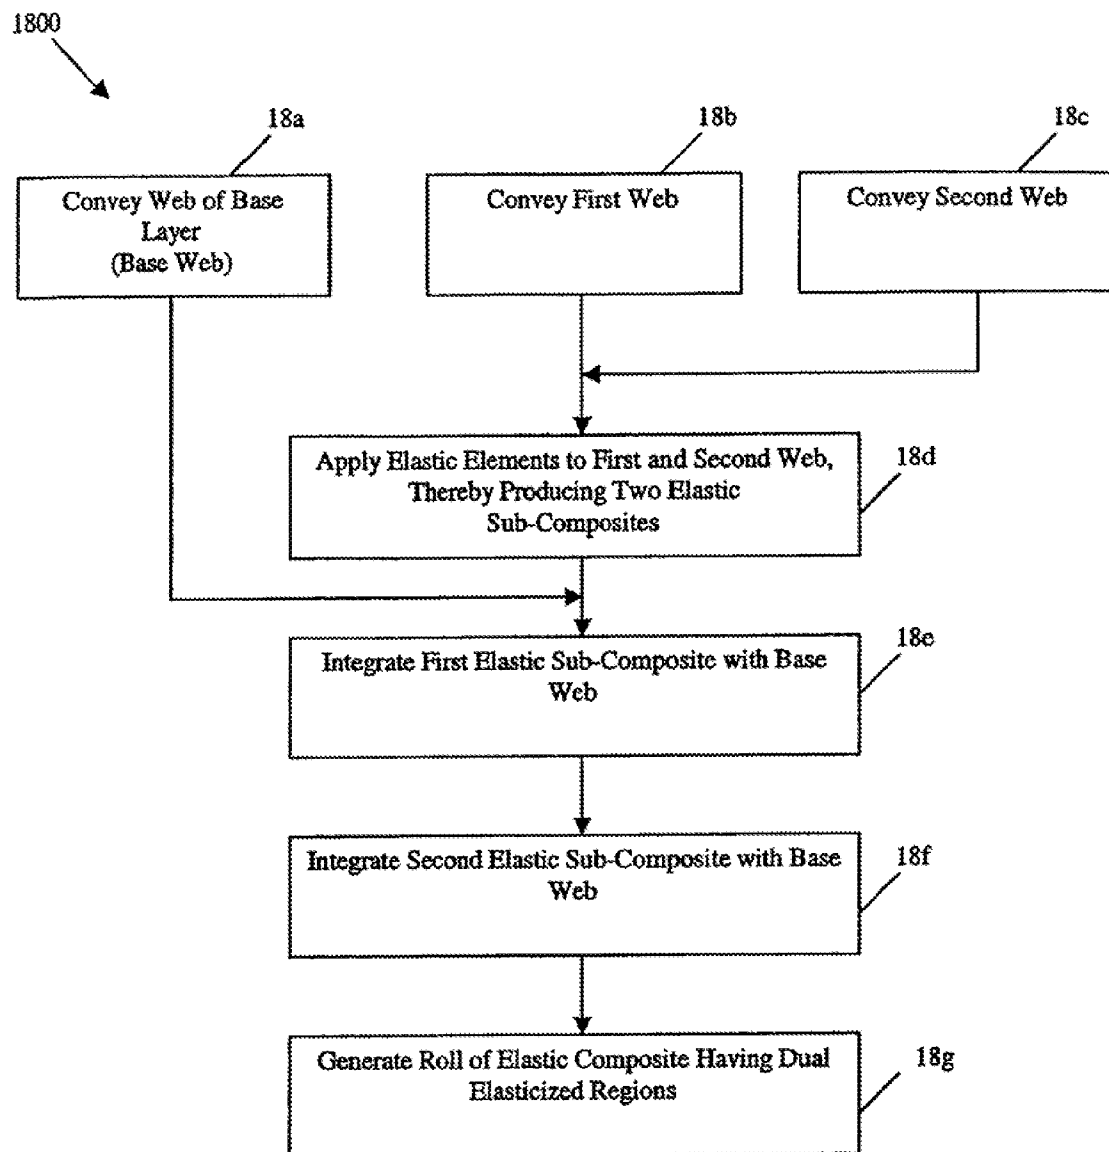 1800
18a
18b
18c
Convey Web of Base
Layer
(Base Web)
Convey First Web
Convey Second Web
Apply Elastic Elements to First and Second Web,
Thereby Producing Two Elastic
Sub-Composites
18d
Integrate First Elastic Sub-Composite with Base
Web
18e
Integrate Second Elastic Sub-Composite with Base
Web
18f
Generate Roll of Elastic Composite Having Dual
Elasticized Regions
18g